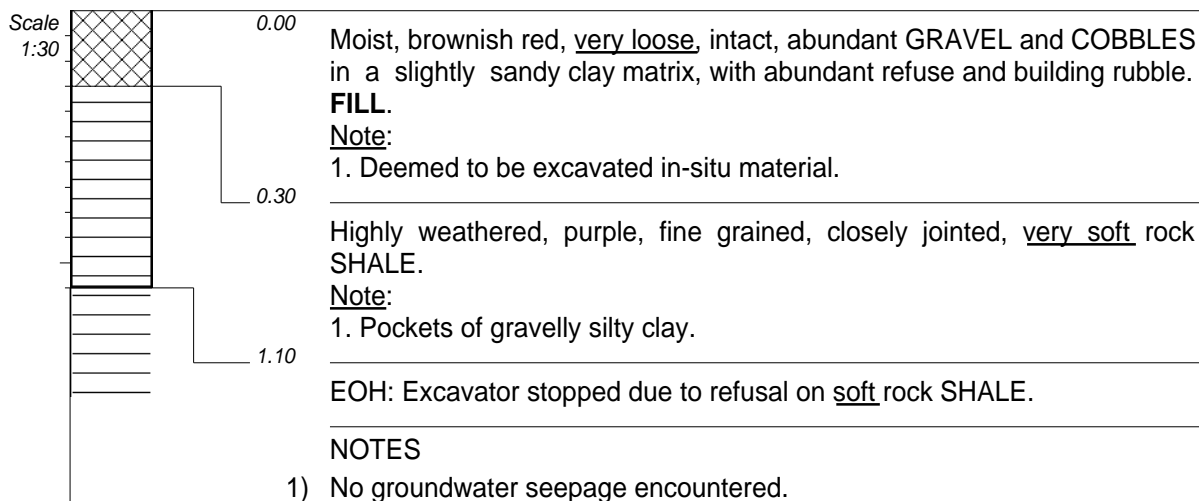 Scale
1:30
0.00
Moist, brownish red, very loose, intact, abundant GRAVEL and COBBLES
in a slightly sandy clay matrix, with abundant refuse and building rubble.
FILL.
Note:
1. Deemed to be excavated in-situ material.
0.30
Highly weathered, purple, fine grained, closely jointed, very soft rock
SHALE.
Note:
1. Pockets of gravelly silty clay.
1.10
EOH: Excavator stopped due to refusal on soft rock SHALE.
NOTES
1) No groundwater seepage encountered.